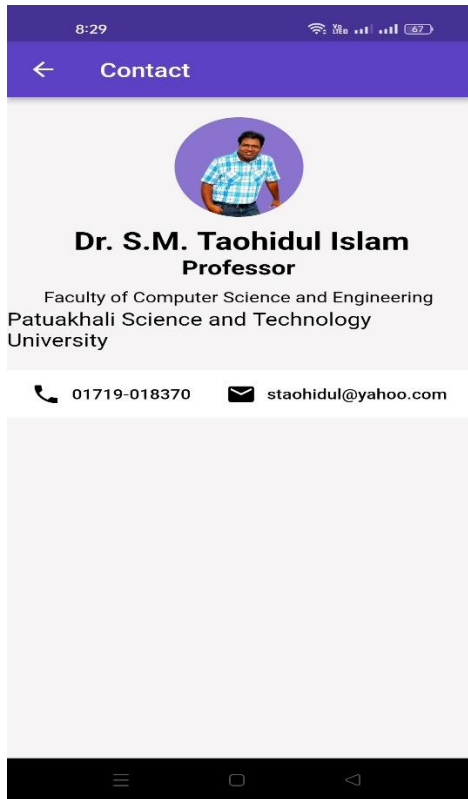 8:29
67
Contact
Dr. S.M. Taohidul Islam
Professor
Faculty of Computer Science and Engineering
Patuakhali Science and Technology
University
01719-018370 staohidul@yahoo.com